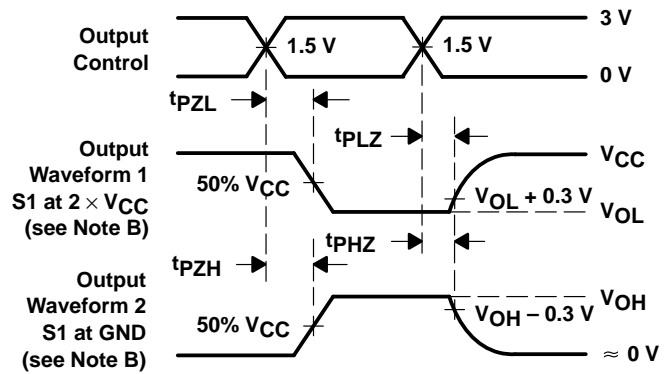 Output
Control
1.5 V
1.5 V
3 V
0 V
tPZL
tPLZ
Output
Waveform 1
S1 at 2 × VCC
(see Note B)
50% VCC
VCC
VOL + 0.3 V
VOL
tPZH
tPHZ
Output
Waveform 2
S1 at GND
(see Note B)
50% VCC
VOH
VOH – 0.3 V
≈ 0 V